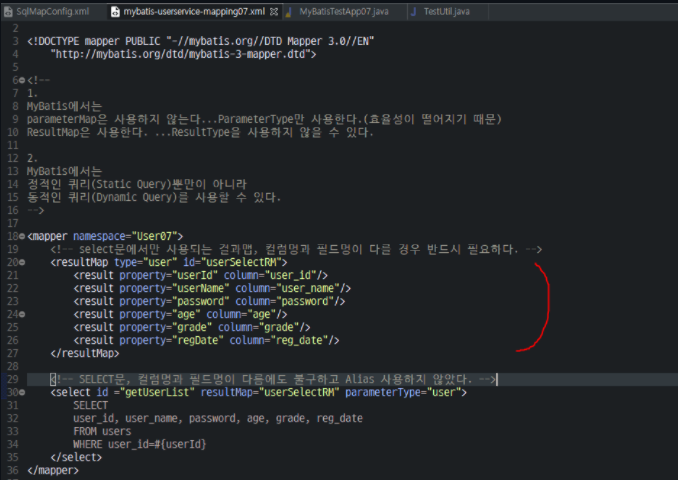 SqlMapConfig.xml mybatis-userservice-mapping07.xml MyBatisTestApp07.java TestUtil.java
2
3 <!DOCTYPE mapper PUBLIC "-//mybatis.org//DTD Mapper 3.0//EN"
4 "http://mybatis.org/dtd/mybatis-3-mapper.dtd">
5
6 <!--
7 1.
8 MyBatis에서는
9 parameterMap은 사용하지 않는다...ParameterType만 사용한다.(효율성이 떨어지기 때문)
10 ResultMap은 사용한다. ...ResultType을 사용하지 않을 수 있다.
11
12 2.
13 MyBatis에서는
14 정적인 쿼리(Static Query)뿐만이 아니라
15 동적인 쿼리(Dynamic Query)를 사용할 수 있다.
16 -->
17
18 <mapper namespace="User07">
19 <!-- select문에서만 사용되는 결과맵, 컬럼명과 필드명이 다를 경우 반드시 필요하다. -->
20 <resultMap type="user" id="userSelectRM">
21 <result property="userId" column="user_id"/>
22 <result property="userName" column="user_name"/>
23 <result property="password" column="password"/>
24 <result property="age" column="age"/>
25 <result property="grade" column="grade"/>
26 <result property="regDate" column="reg_date"/>
27 </resultMap>
28
29 <!-- SELECT문, 컬럼명과 필드명이 다름에도 불구하고 Alias 사용하지 않았다. -->
30 <select id ="getUserList" resultMap="userSelectRM" parameterType="user">
31 SELECT
32 user_id, user_name, password, age, grade, reg_date
33 FROM users
34 WHERE user_id=#{userId}
35 </select>
36 </mapper>